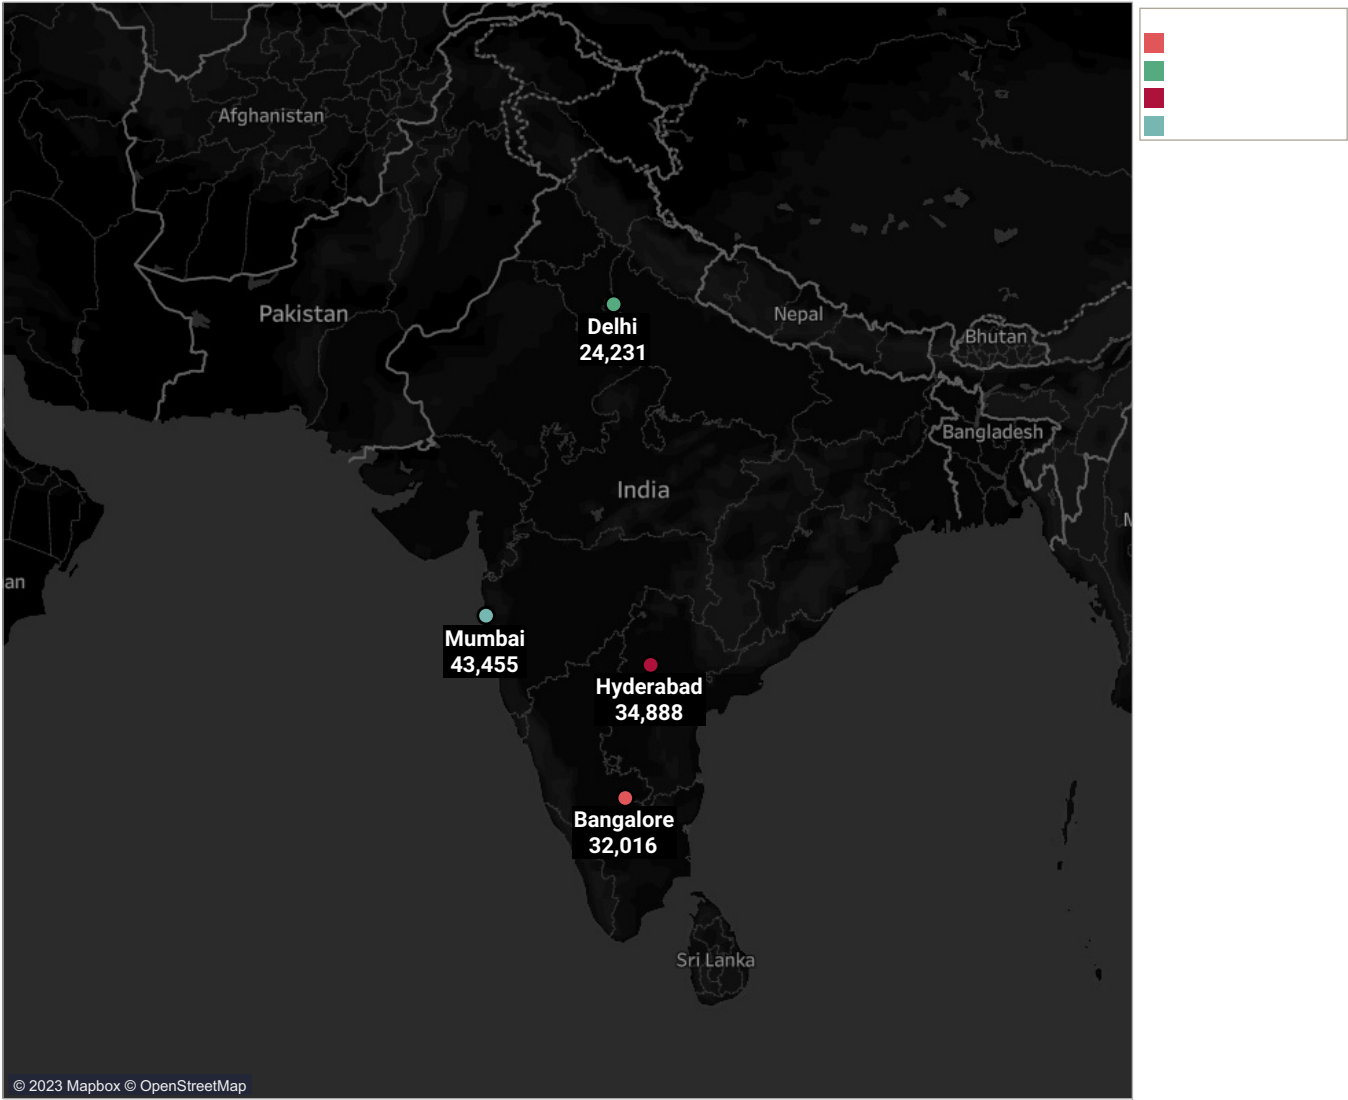 Afghanistan
Pakistan
Nepal
Bhutan
Delhi
24,231
Bangladesh
India
M
an
Mumbai
43,455
Hyderabad
34,888
Bangalore
32,016
Sri Lanka
© 2023 Mapbox © OpenStreetMap